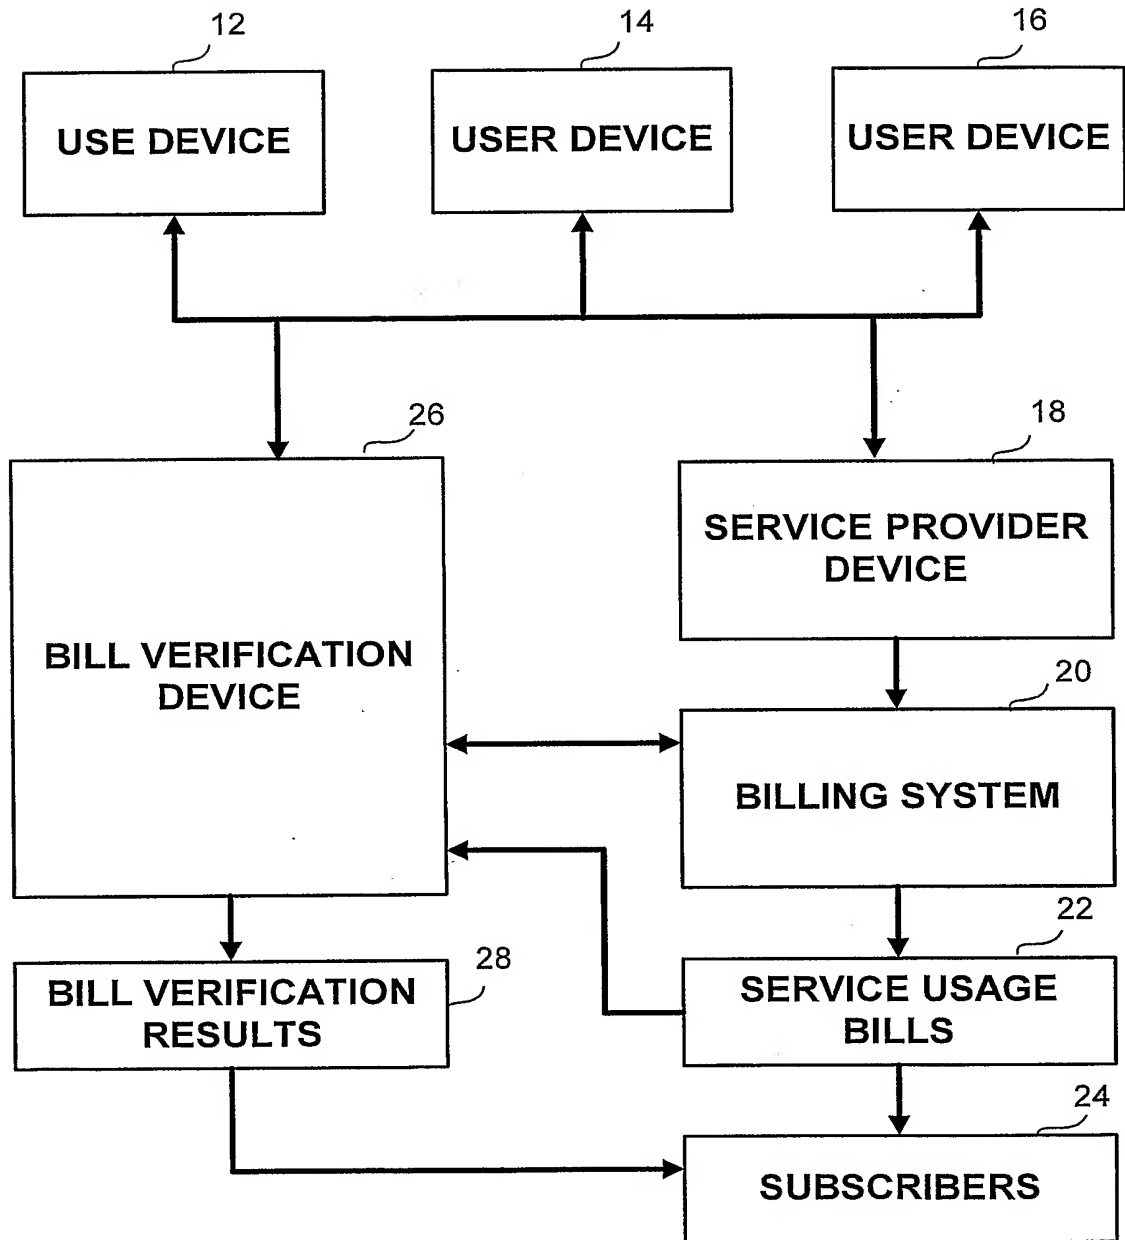 12
14
16
USE DEVICE
USER DEVICE
USER DEVICE
26
18
SERVICE PROVIDER
DEVICE
BILL VERIFICATION
DEVICE
20
BILLING SYSTEM
22
BILL VERIFICATION
RESULTS
28
SERVICE USAGE
BILLS
24
SUBSCRIBERS